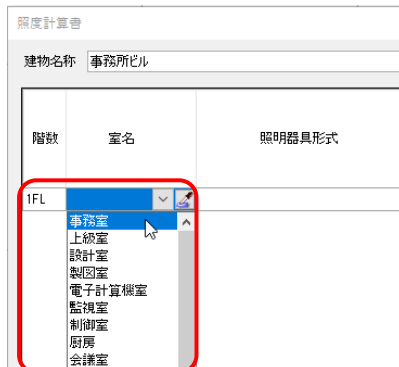 照度計算書
建物名称 事務所ビル
階数 室名 照明器具形式
1FL
事務室
上級室
設計室
製図室
電子計算機室
監視室
制御室
厨房
会議室